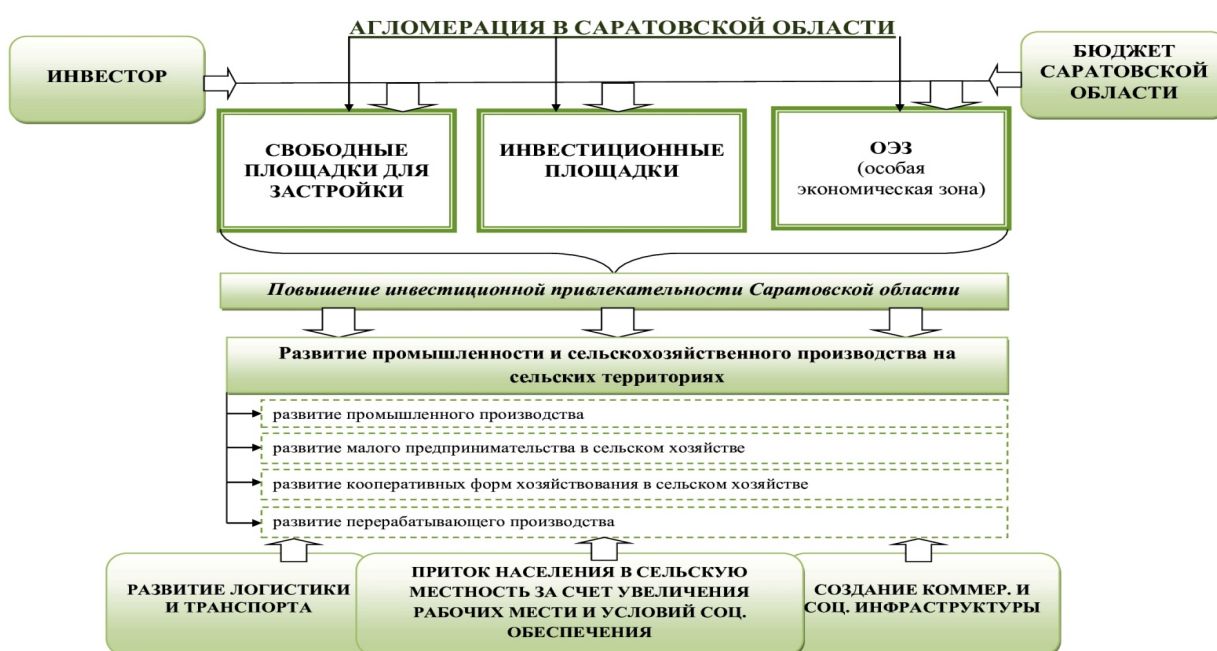 АГЛОМЕРАЦИЯ В САРАТОВСКОЙ ОБЛАСТИ
ИНВЕСТОР
БЮДЖЕТ
САРАТОВСКОЙ
ОБЛАСТИ
СВОБОДНЫЕ
ПЛОЩАДКИ ДЛЯ
ЗАСТРОЙКИ
ИНВЕСТИЦИОННЫЕ
ПЛОЩАДКИ
ОЭЗ
(особая
экономическая зона)
Повышение инвестиционной привлекательности Саратовской области
Развитие промышленности и сельскохозяйственного производства на
сельских территориях
развитие промышленного производства
развитие малого предпринимательства в сельском хозяйстве
развитие кооперативных форм хозяйствования в сельском хозяйстве
развитие перерабатывающего производства
РАЗВИТИЕ ЛОГИСТИКИ
И ТРАНСПОРТА
ПРИТОК НАСЕЛЕНИЯ В СЕЛЬСКУЮ
МЕСТНОСТЬ ЗА СЧЕТ УВЕЛИЧЕНИЯ
РАБОЧИХ МЕСТИ И УСЛОВИЙ СОЦ.
ОБЕСПЕЧЕНИЯ
СОЗДАНИЕ КОММЕР. И
СОЦ. ИНФРАСТРУКТУРЫ